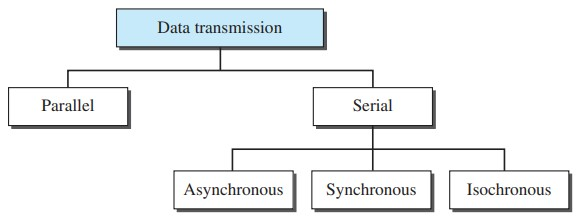 Data transmission
Parallel
Serial
Asynchronous
Synchronous
Isochronous